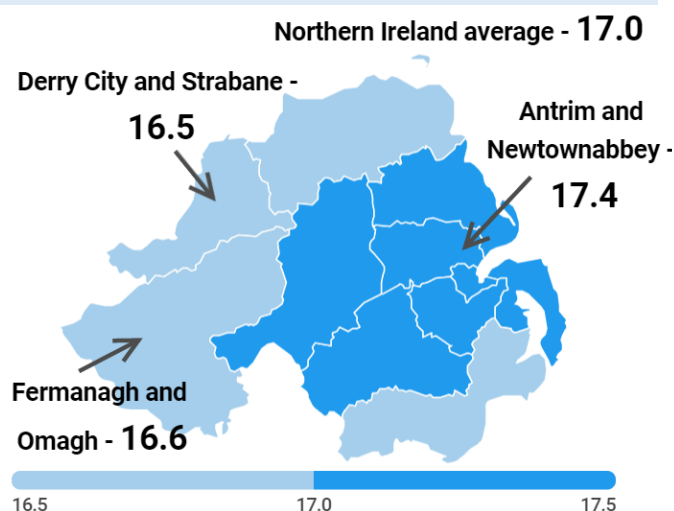 Northern Ireland average - 17.0
Derry City and Strabane -
16.5
Antrim and
Newtownabbey -
17.4
Fermanagh and
Omagh - 16.6
16.5 17.0 17.5